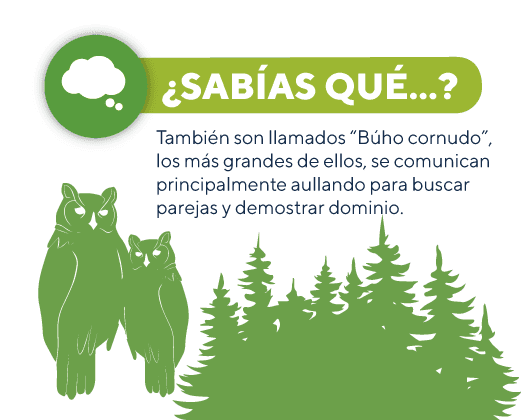 ¿SABÍAS QUÉ...?
También son llamados “Búho cornudo”,
los más grandes de ellos, se comunican
principalmente aullando para buscar
parejas y demostrar dominio.